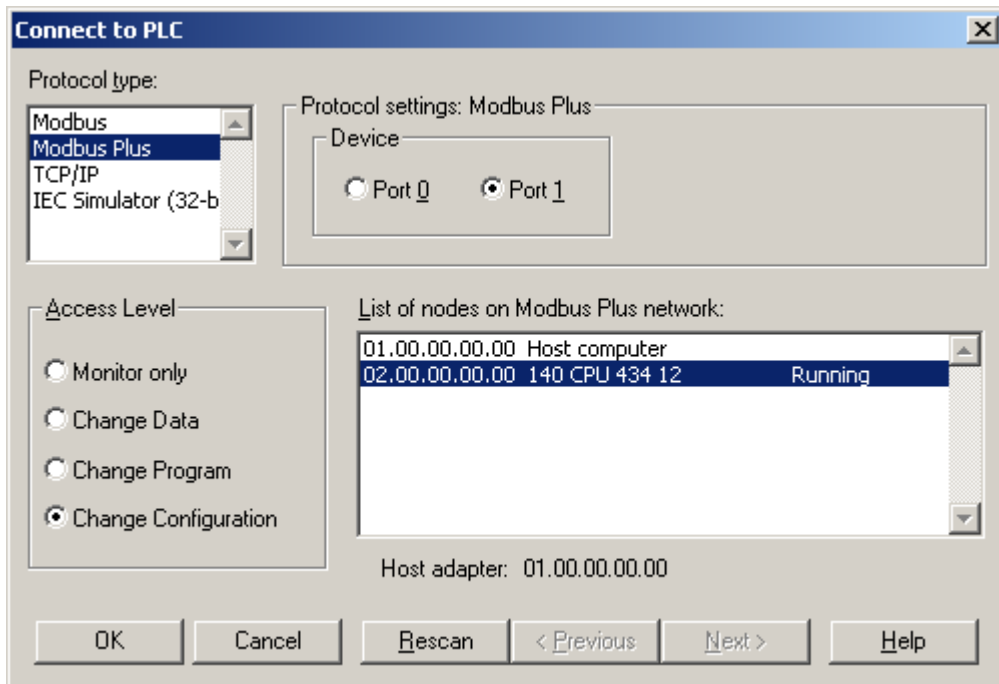 Connect to PLC
Protocol type:
Modbus
Modbus Plus
TCP/IP
IEC Simulator (32-b
Protocol settings: Modbus Plus
Device
Port 0 Port 1
Access Level
Monitor only
Change Data
Change Program
Change Configuration
List of nodes on Modbus Plus network:
01.00.00.00.00 Host computer
02.00.00.00.00 140 CPU 434 12 Running
Host adapter: 01.00.00.00.00
OK Cancel Rescan < Previous Next > Help